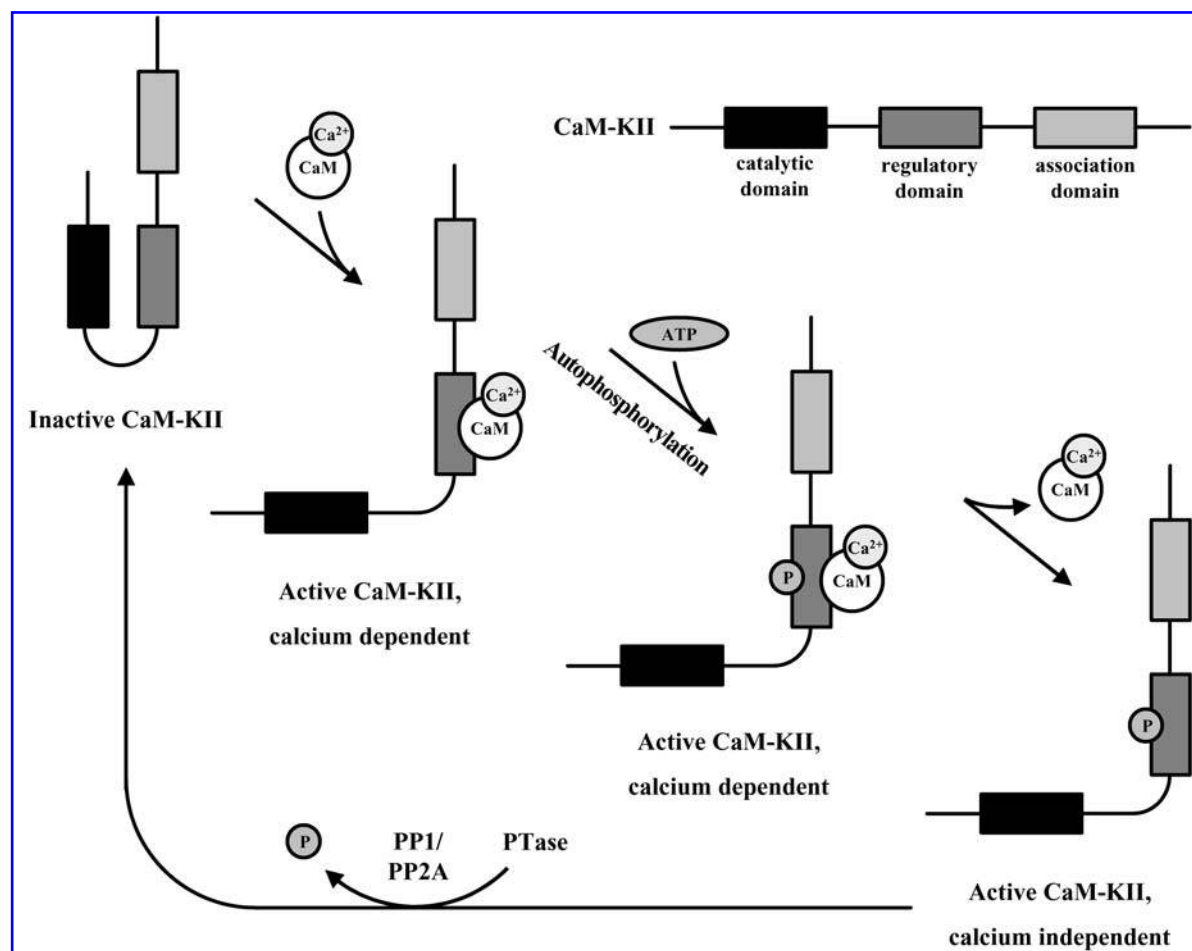 Ca²⁺
CaM
CaM-KII
catalytic
domain
regulatory
domain
association
domain
Inactive CaM-KII
Ca²⁺
CaM
Active CaM-KII,
calcium dependent
ATP
Autophosphorylation
P
Ca²⁺
CaM
Active CaM-KII,
calcium dependent
Ca²⁺
CaM
P
Active CaM-KII,
calcium independent
P
PP1/
PP2A
PTase